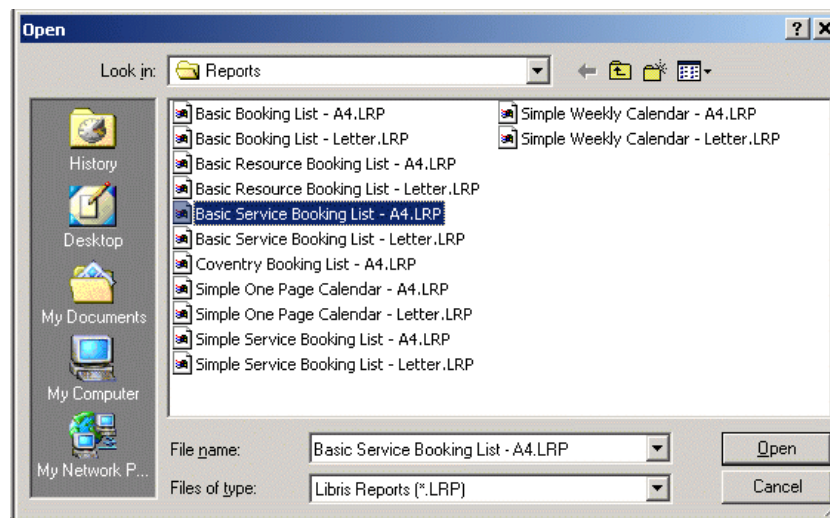 Open
Look in: Reports
History
Desktop
My Documents
My Computer
My Network P...
Basic Booking List - A4.LRP
Basic Booking List - Letter.LRP
Basic Resource Booking List - A4.LRP
Basic Resource Booking List - Letter.LRP
Basic Service Booking List - A4.LRP
Basic Service Booking List - Letter.LRP
Coventry Booking List - A4.LRP
Simple One Page Calendar - A4.LRP
Simple One Page Calendar - Letter.LRP
Simple Service Booking List - A4.LRP
Simple Service Booking List - Letter.LRP
Simple Weekly Calendar - A4.LRP
Simple Weekly Calendar - Letter.LRP
File name: Basic Service Booking List - A4.LRP Open
Files of type: Libris Reports (*.LRP) Cancel